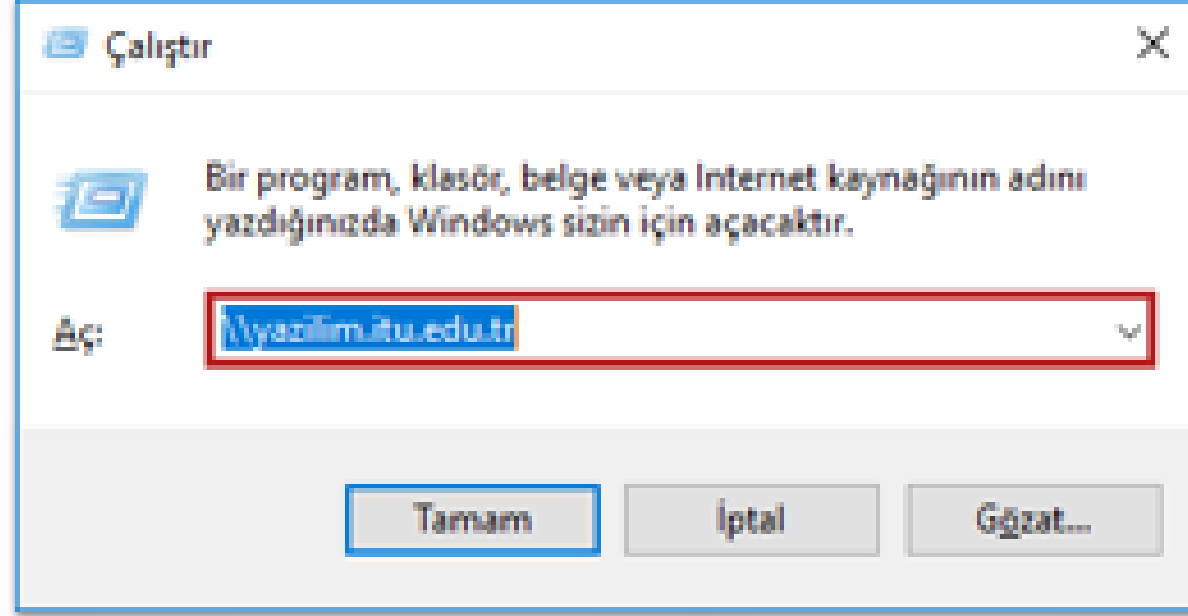 Çalıştır
Bir program, klasör, belge veya Internet kaynağının adını
yazdığınızda Windows sizin için açacaktır.
Aç:
\\yazilim.itu.edu.tr
Tamam
İptal
Gözat...